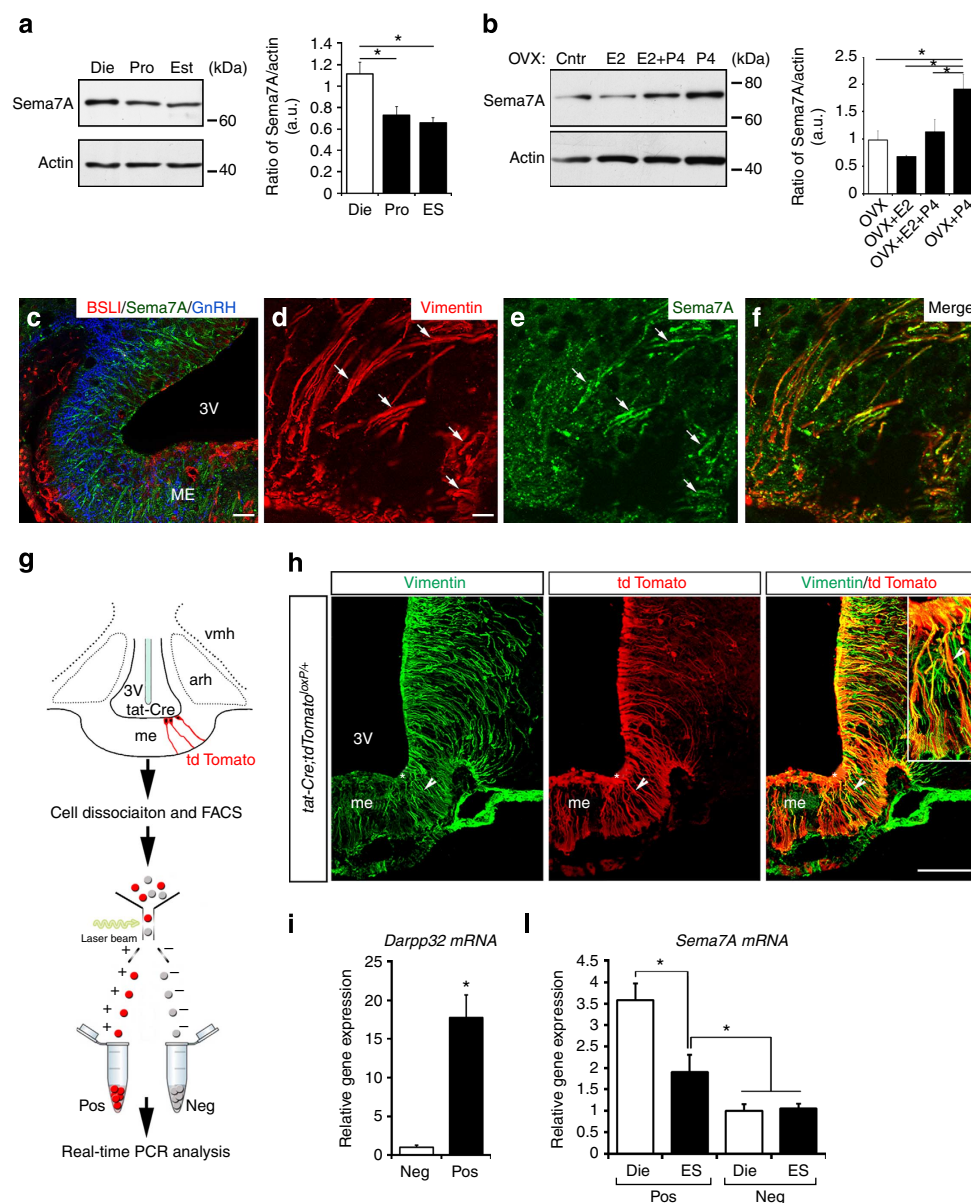 a
Die Pro Est (kDa)
Sema7A
60
Actin
40
Ratio of Sema7A/actin
(a.u.)
1.4
1.2
1
0.8
0.6
0.4
0.2
0
* *
Die Pro ES
b
OVX: Cntr E2 E2+P4 P4 (kDa)
80
Sema7A
60
Actin
40
Ratio of Sema7A/actin
(a.u.)
2.5
2
1.5
1
0.5
0
* * *
OVX
OVX+E2
OVX+E2+P4
OVX+P4
c
BSLI/Sema7A/GnRH
3V
ME
d
Vimentin
e
Sema7A
f
Merge
g
vmh
arh
3V
tat-Cre
me
td Tomato
Cell dissociaiton and FACS
Laser beam
+ −
+ −
+ −
+ −
+ −
Pos Neg
Real-time PCR analysis
h
Vimentin
td Tomato
Vimentin/td Tomato
tat-Cre;tdTomatoloxP/+
3V
* * *
me me me
i
Darpp32 mRNA
Relative gene expression
25
20
15
10
5
0
*
Neg Pos
l
Sema7A mRNA
Relative gene expression
4.5
4
3.5
3
2.5
2
1.5
1
0.5
0
* *
Die ES Die ES
Pos Neg